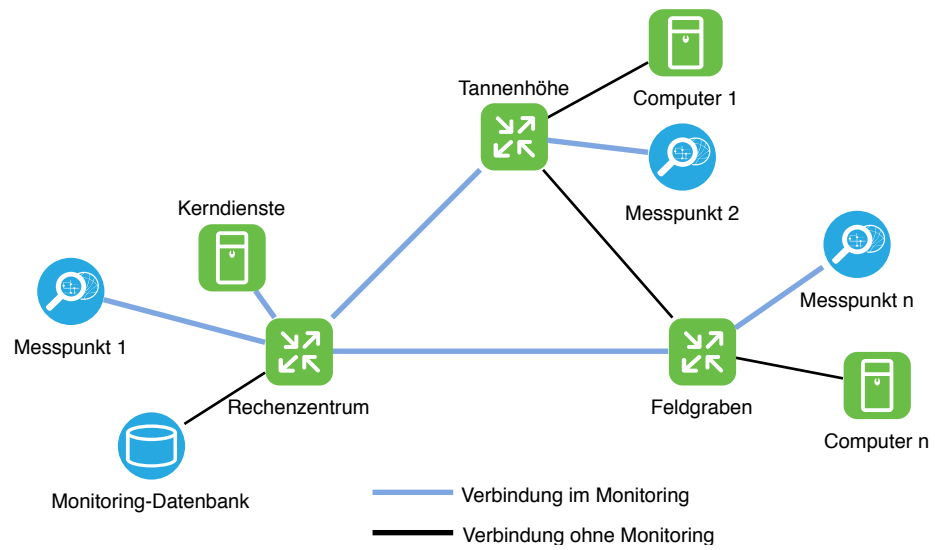 Tannenhöhe
Computer 1
Kerndienste
Messpunkt 2
Messpunkt n
Messpunkt 1
Rechenzentrum
Feldgraben
Computer n
Monitoring-Datenbank
Verbindung im Monitoring
Verbindung ohne Monitoring